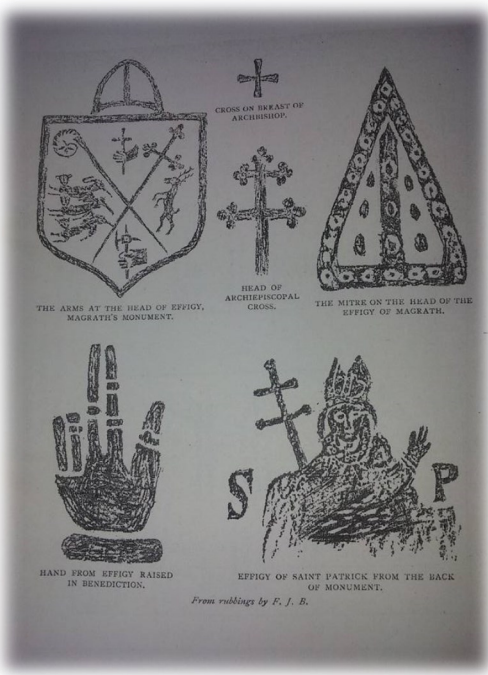 CROSS ON BREAST OF
ARCHBISHOP.
THE ARMS AT THE HEAD OF EFFIGY,
MAGRATH'S MONUMENT.
HEAD OF
ARCHIEPISCOPAL
CROSS.
THE MITRE ON THE HEAD OF THE
EFFIGY OF MAGRATH.
S P
HAND FROM EFFIGY RAISED
IN BENEDICTION.
EFFIGY OF SAINT PATRICK FROM THE BACK
OF MONUMENT.
From rubbings by F. J. B.